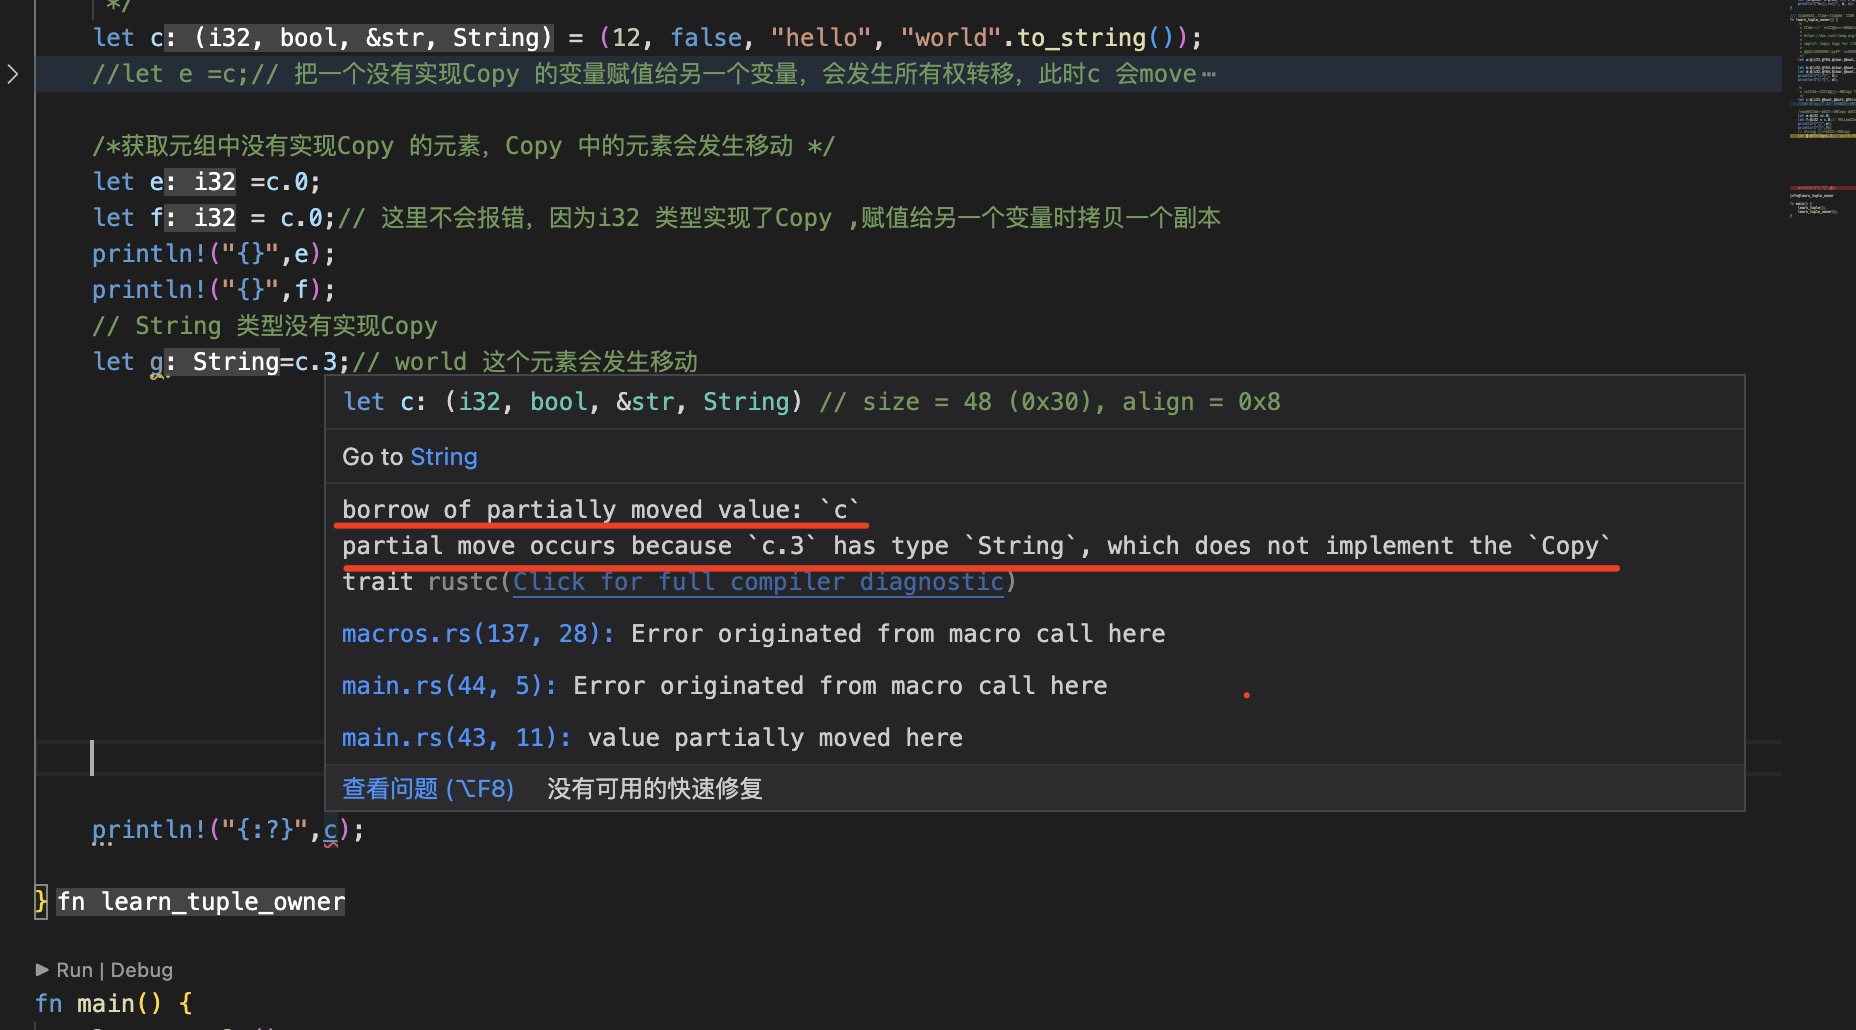 */
let c: (i32, bool, &str, String) = (12, false, "hello", "world".to_string());
//let e =c;// 把一个没有实现Copy 的变量赋值给另一个变量，会发生所有权转移，此时c 会move⋯
/*获取元组中没有实现Copy 的元素，Copy 中的元素会发生移动 */
let e: i32 =c.0;
let f: i32 = c.0;// 这里不会报错，因为i32 类型实现了Copy ,赋值给另一个变量时拷贝一个副本
println!("{}",e);
println!("{}",f);
// String 类型没有实现Copy
let g: String=c.3;// world 这个元素会发生移动
let c: (i32, bool, &str, String) // size = 48 (0x30), align = 0x8
Go to String
borrow of partially moved value: `c`
partial move occurs because `c.3` has type `String`, which does not implement the `Copy`
trait rustc(Click for full compiler diagnostic)
macros.rs(137, 28): Error originated from macro call here
main.rs(44, 5): Error originated from macro call here
main.rs(43, 11): value partially moved here
查看问题 (⌥F8) 没有可用的快速修复
println!("{:?}",c);
} fn learn_tuple_owner
▶ Run | Debug
fn main() {